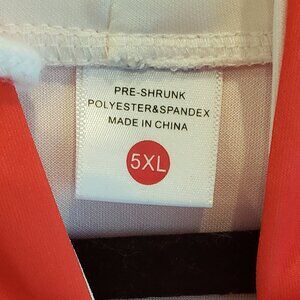 PRE-SHRUNK
POLYESTER&SPANDEX
MADE IN CHINA
5XL